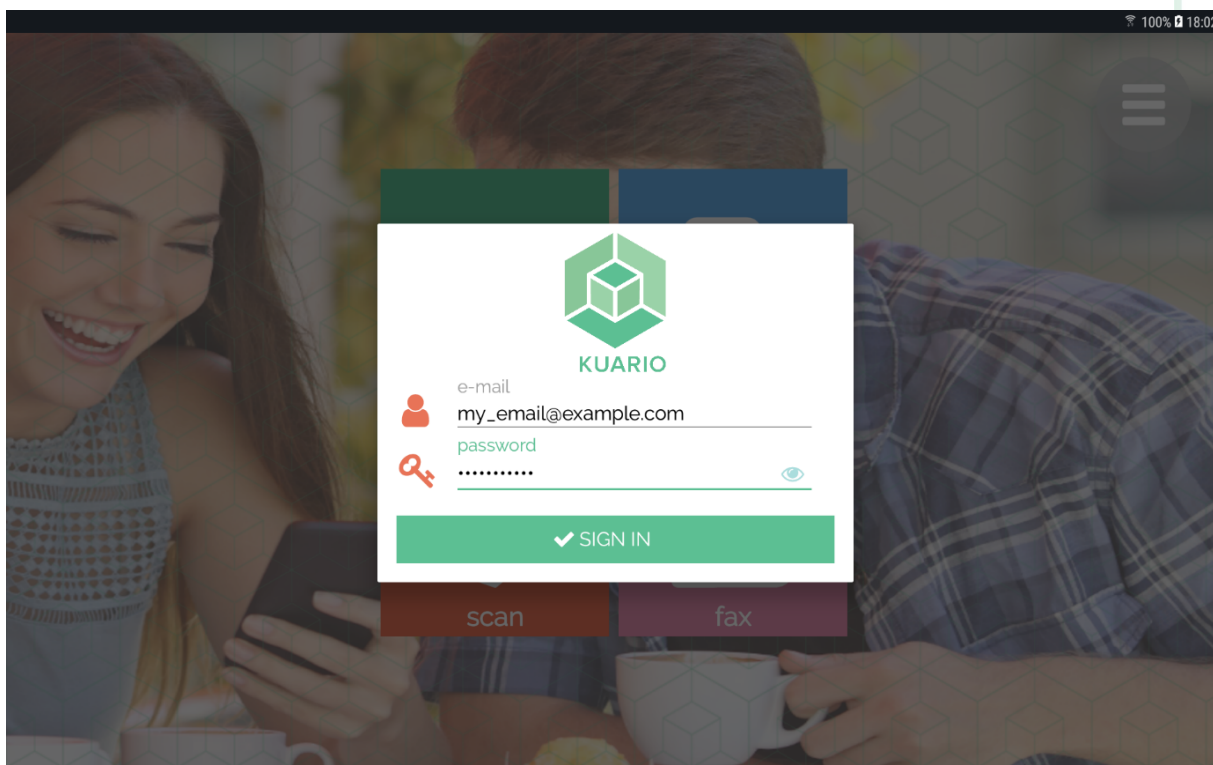 100% 18:02
KUARIO
e-mail
my_email@example.com
password
•••••••••••
SIGN IN
scan fax